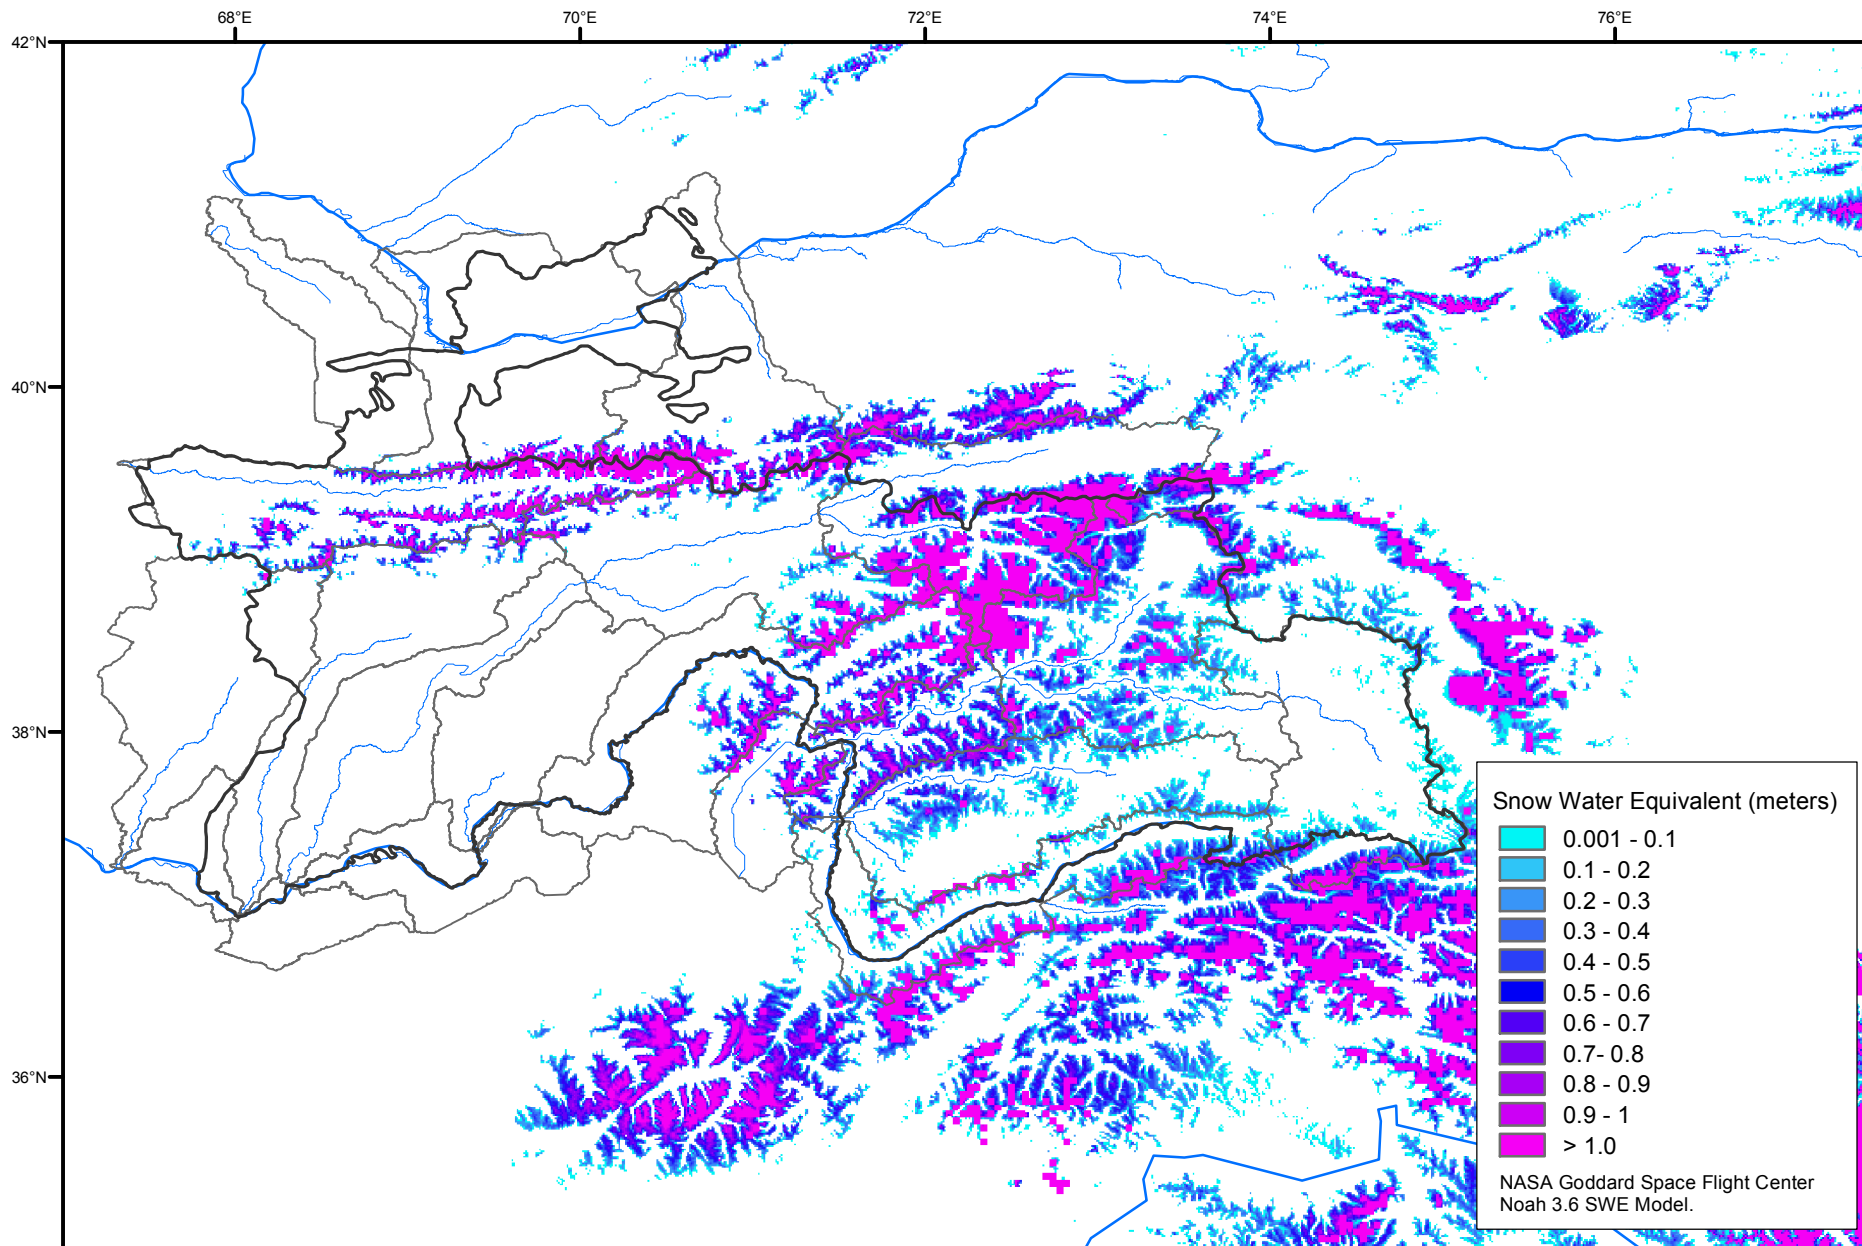 68°E
70°E
72°E
74°E
76°E
42°N
40°N
38°N
36°N
Snow Water Equivalent (meters)
0.001 - 0.1
0.1 - 0.2
0.2 - 0.3
0.3 - 0.4
0.4 - 0.5
0.5 - 0.6
0.6 - 0.7
0.7- 0.8
0.8 - 0.9
0.9 - 1
> 1.0
NASA Goddard Space Flight Center
Noah 3.6 SWE Model.